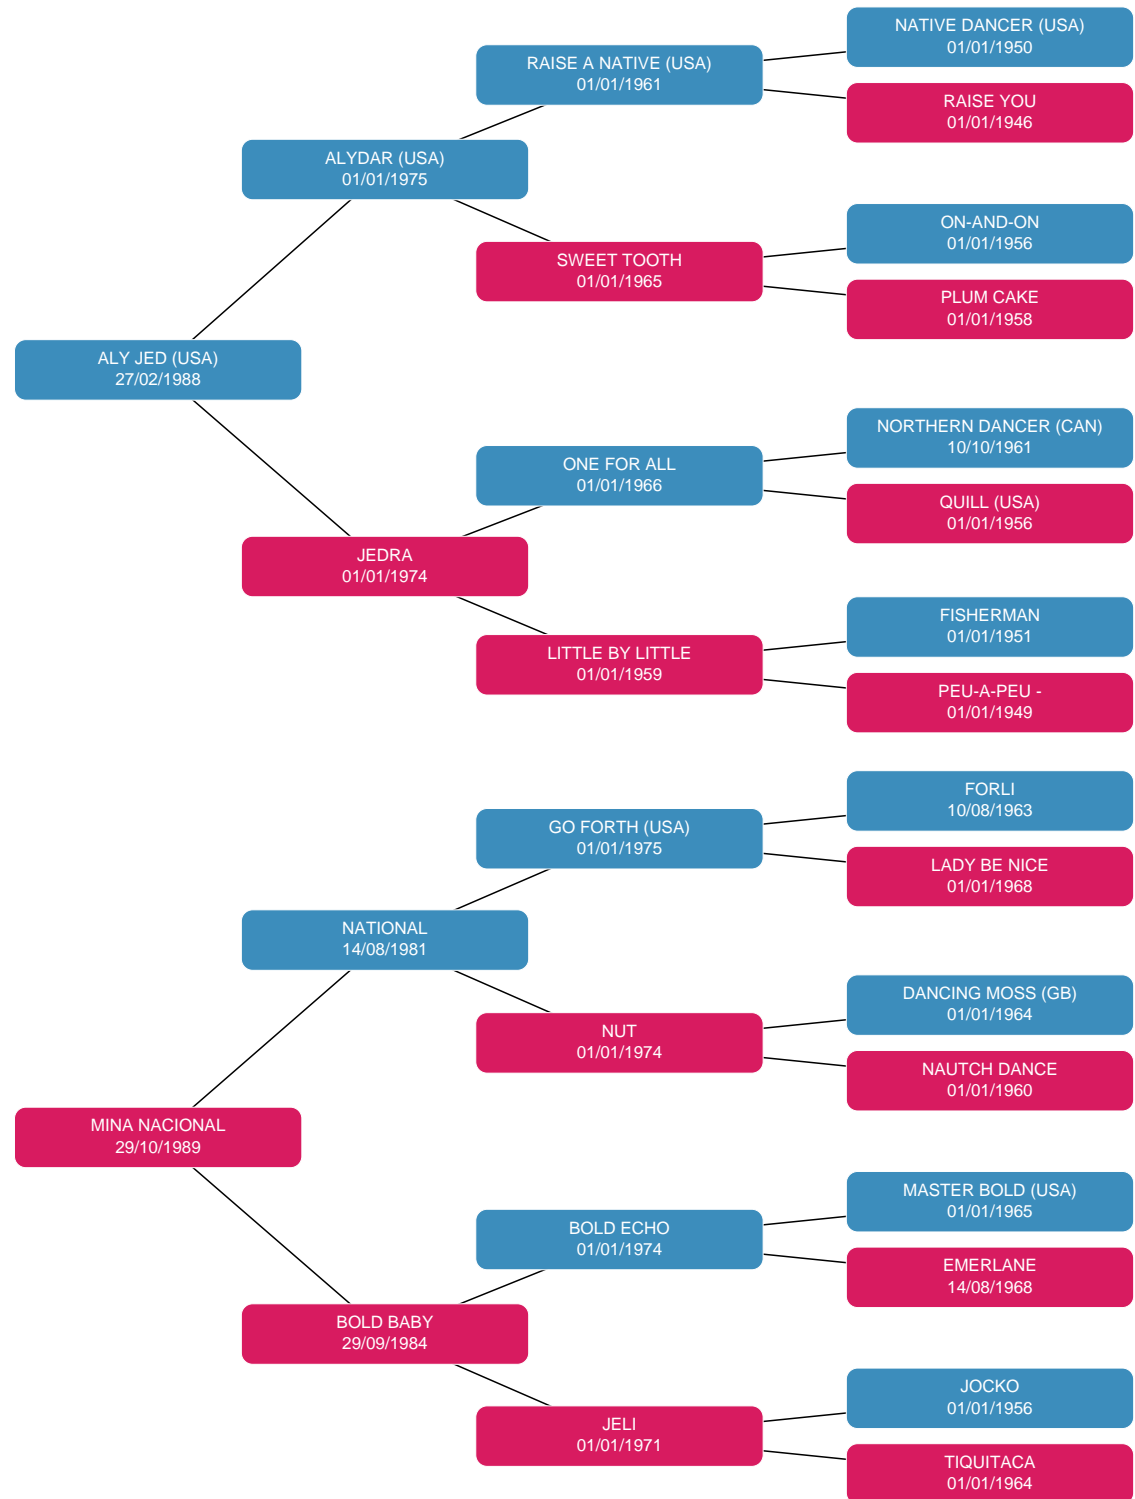 NATIVE DANCER (USA)
01/01/1950
RAISE A NATIVE (USA)
01/01/1961
RAISE YOU
01/01/1946
ALYDAR (USA)
01/01/1975
ON-AND-ON
01/01/1956
SWEET TOOTH
01/01/1965
PLUM CAKE
01/01/1958
ALY JED (USA)
27/02/1988
NORTHERN DANCER (CAN)
10/10/1961
ONE FOR ALL
01/01/1966
QUILL (USA)
01/01/1956
JEDRA
01/01/1974
FISHERMAN
01/01/1951
LITTLE BY LITTLE
01/01/1959
PEU-A-PEU -
01/01/1949
FORLI
10/08/1963
GO FORTH (USA)
01/01/1975
LADY BE NICE
01/01/1968
NATIONAL
14/08/1981
DANCING MOSS (GB)
01/01/1964
NUT
01/01/1974
NAUTCH DANCE
01/01/1960
MINA NACIONAL
29/10/1989
MASTER BOLD (USA)
01/01/1965
BOLD ECHO
01/01/1974
EMERLANE
14/08/1968
BOLD BABY
29/09/1984
JOCKO
01/01/1956
JELI
01/01/1971
TIQUITACA
01/01/1964